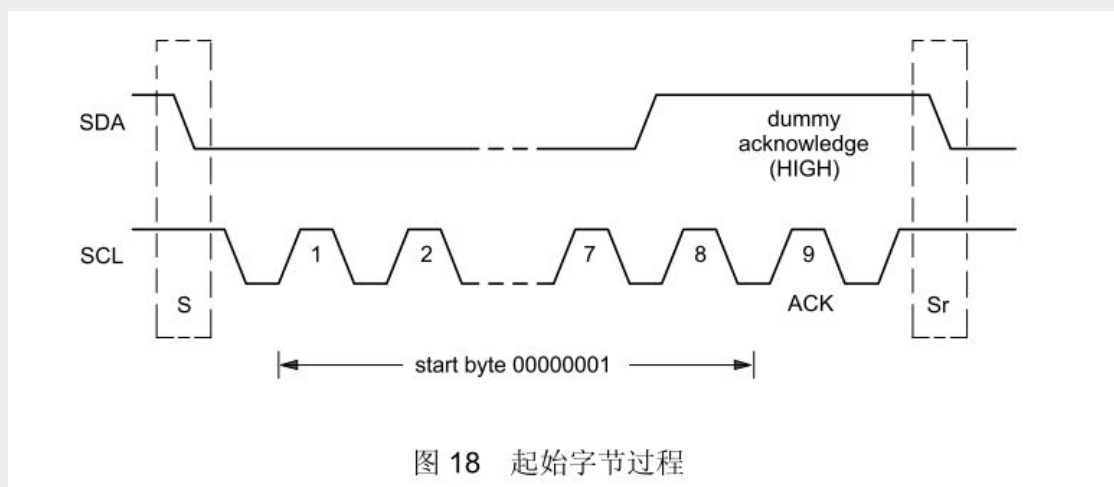 SDA
dummy
acknowledge
(HIGH)
SCL
1
2
7
8
9
S
ACK
Sr
start byte 00000001
图 18 起始字节过程